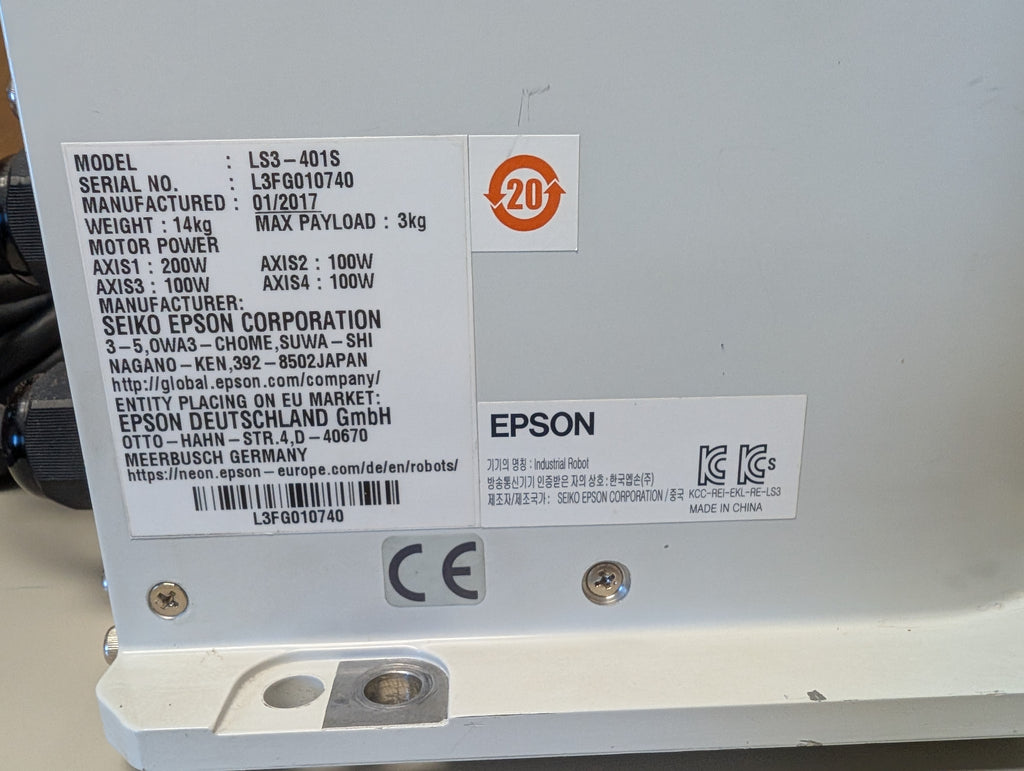 MODEL : LS3-401S
SERIAL NO. : L3FG010740
MANUFACTURED : 01/2017
WEIGHT : 14kg MAX PAYLOAD : 3kg
MOTOR POWER
AXIS1 : 200W AXIS2 : 100W
AXIS3 : 100W AXIS4 : 100W
MANUFACTURER:
SEIKO EPSON CORPORATION
3-5,OWA3-CHOME,SUWA-SHI
NAGANO-KEN,392-8502JAPAN
http://global.epson.com/company/
ENTITY PLACING ON EU MARKET:
EPSON DEUTSCHLAND GmbH
OTTO-HAHN-STR.4,D-40670
MEERBUSCH GERMANY
https://neon.epson-europe.com/de/en/robots/
L3FG010740
20
EPSON
기기의 명칭 : Industrial Robot
방송통신기기 인증받은 자의 상호 : 한국엡손(주)
제조자/제조국가 : SEIKO EPSON CORPORATION / 중국
KC KCs
KCC-REI-EKL-RE-LS3
MADE IN CHINA
CE